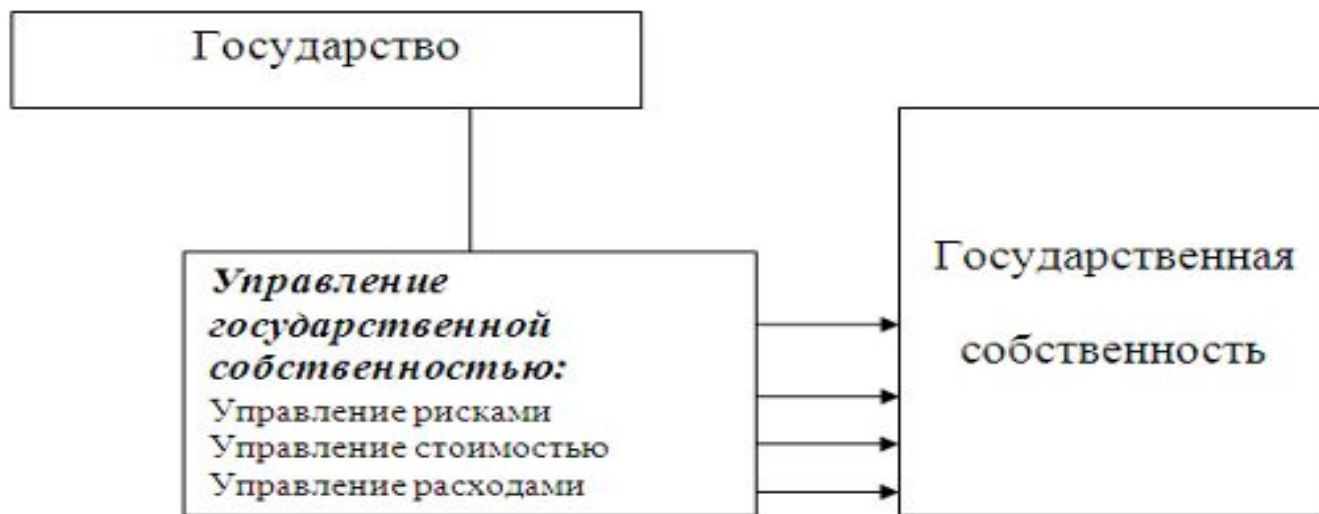 Государство
Управление
государственной
собственностью:
Управление рисками
Управление стоимостью
Управление расходами
Государственная
собственность